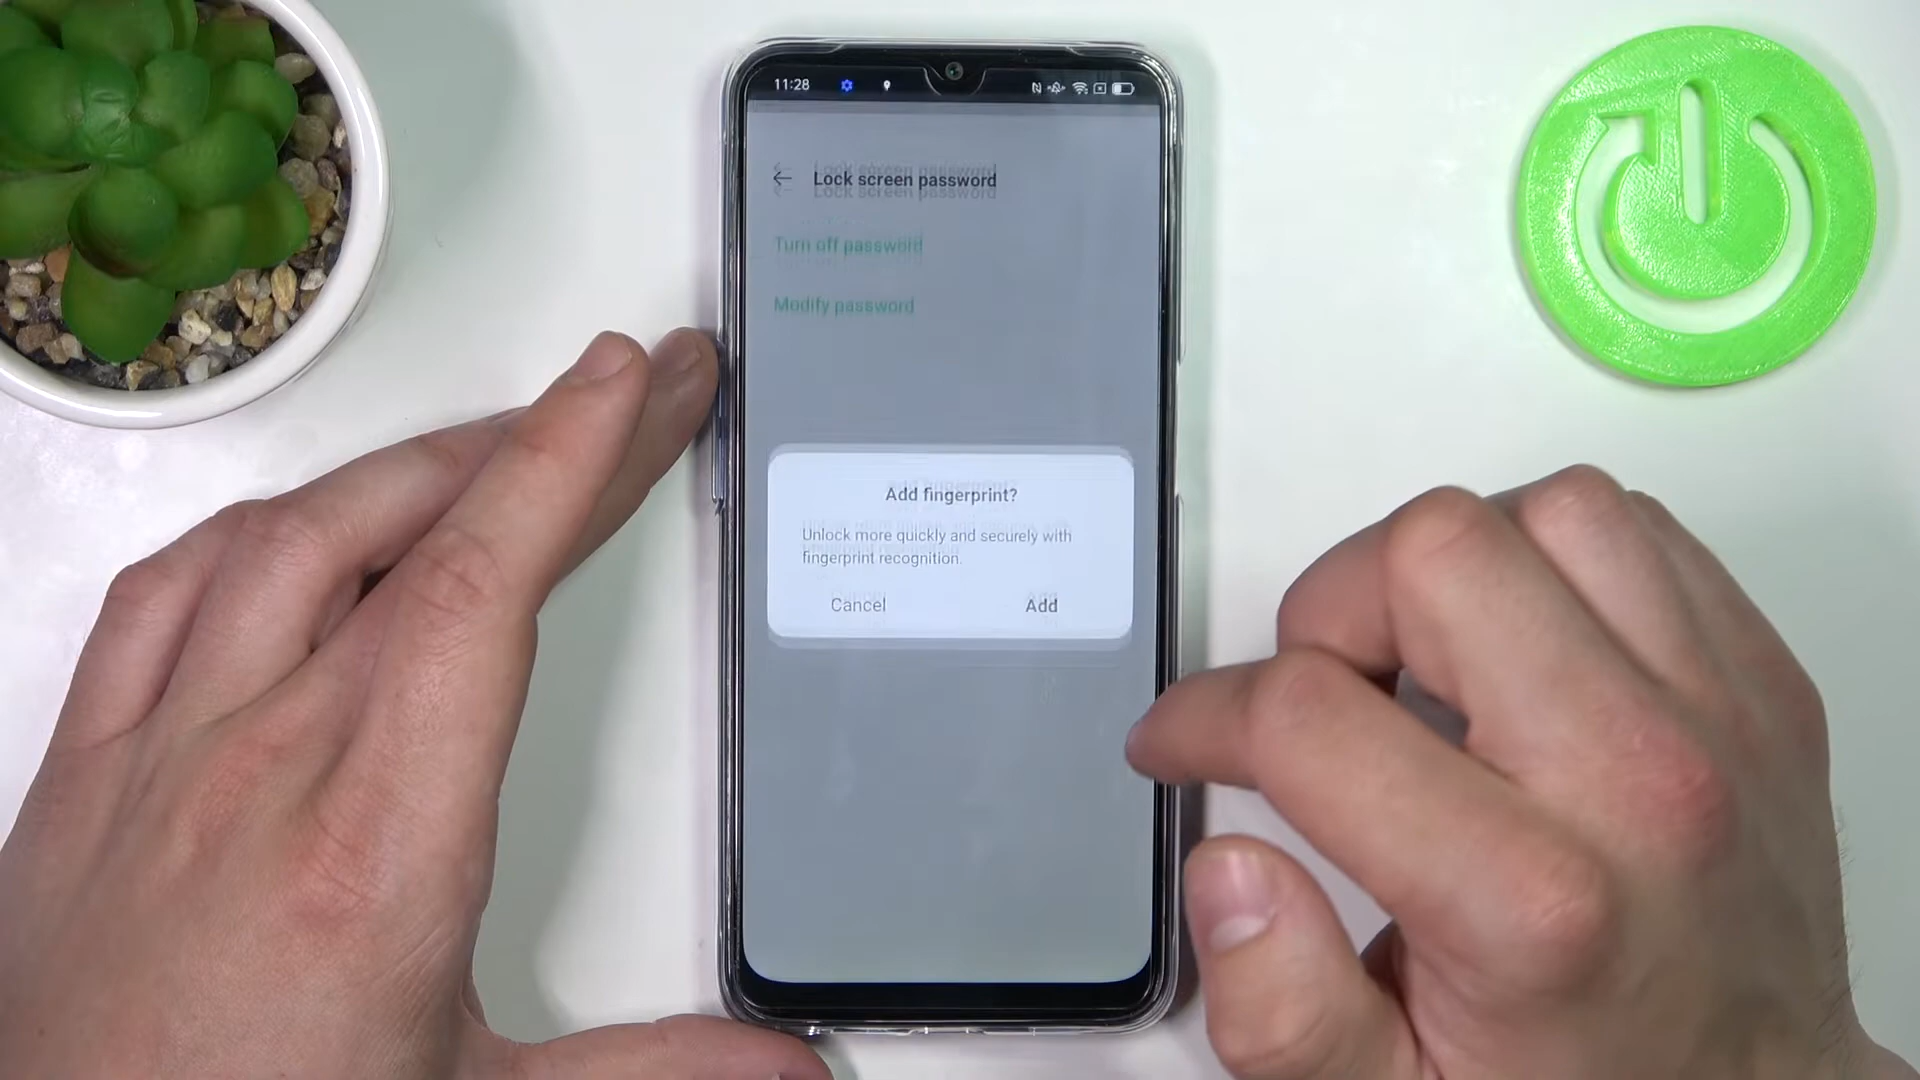 11:28
Lock screen password
Turn off password
Modify password
Add fingerprint?
Unlock more quickly and securely with
fingerprint recognition.
Cancel
Add